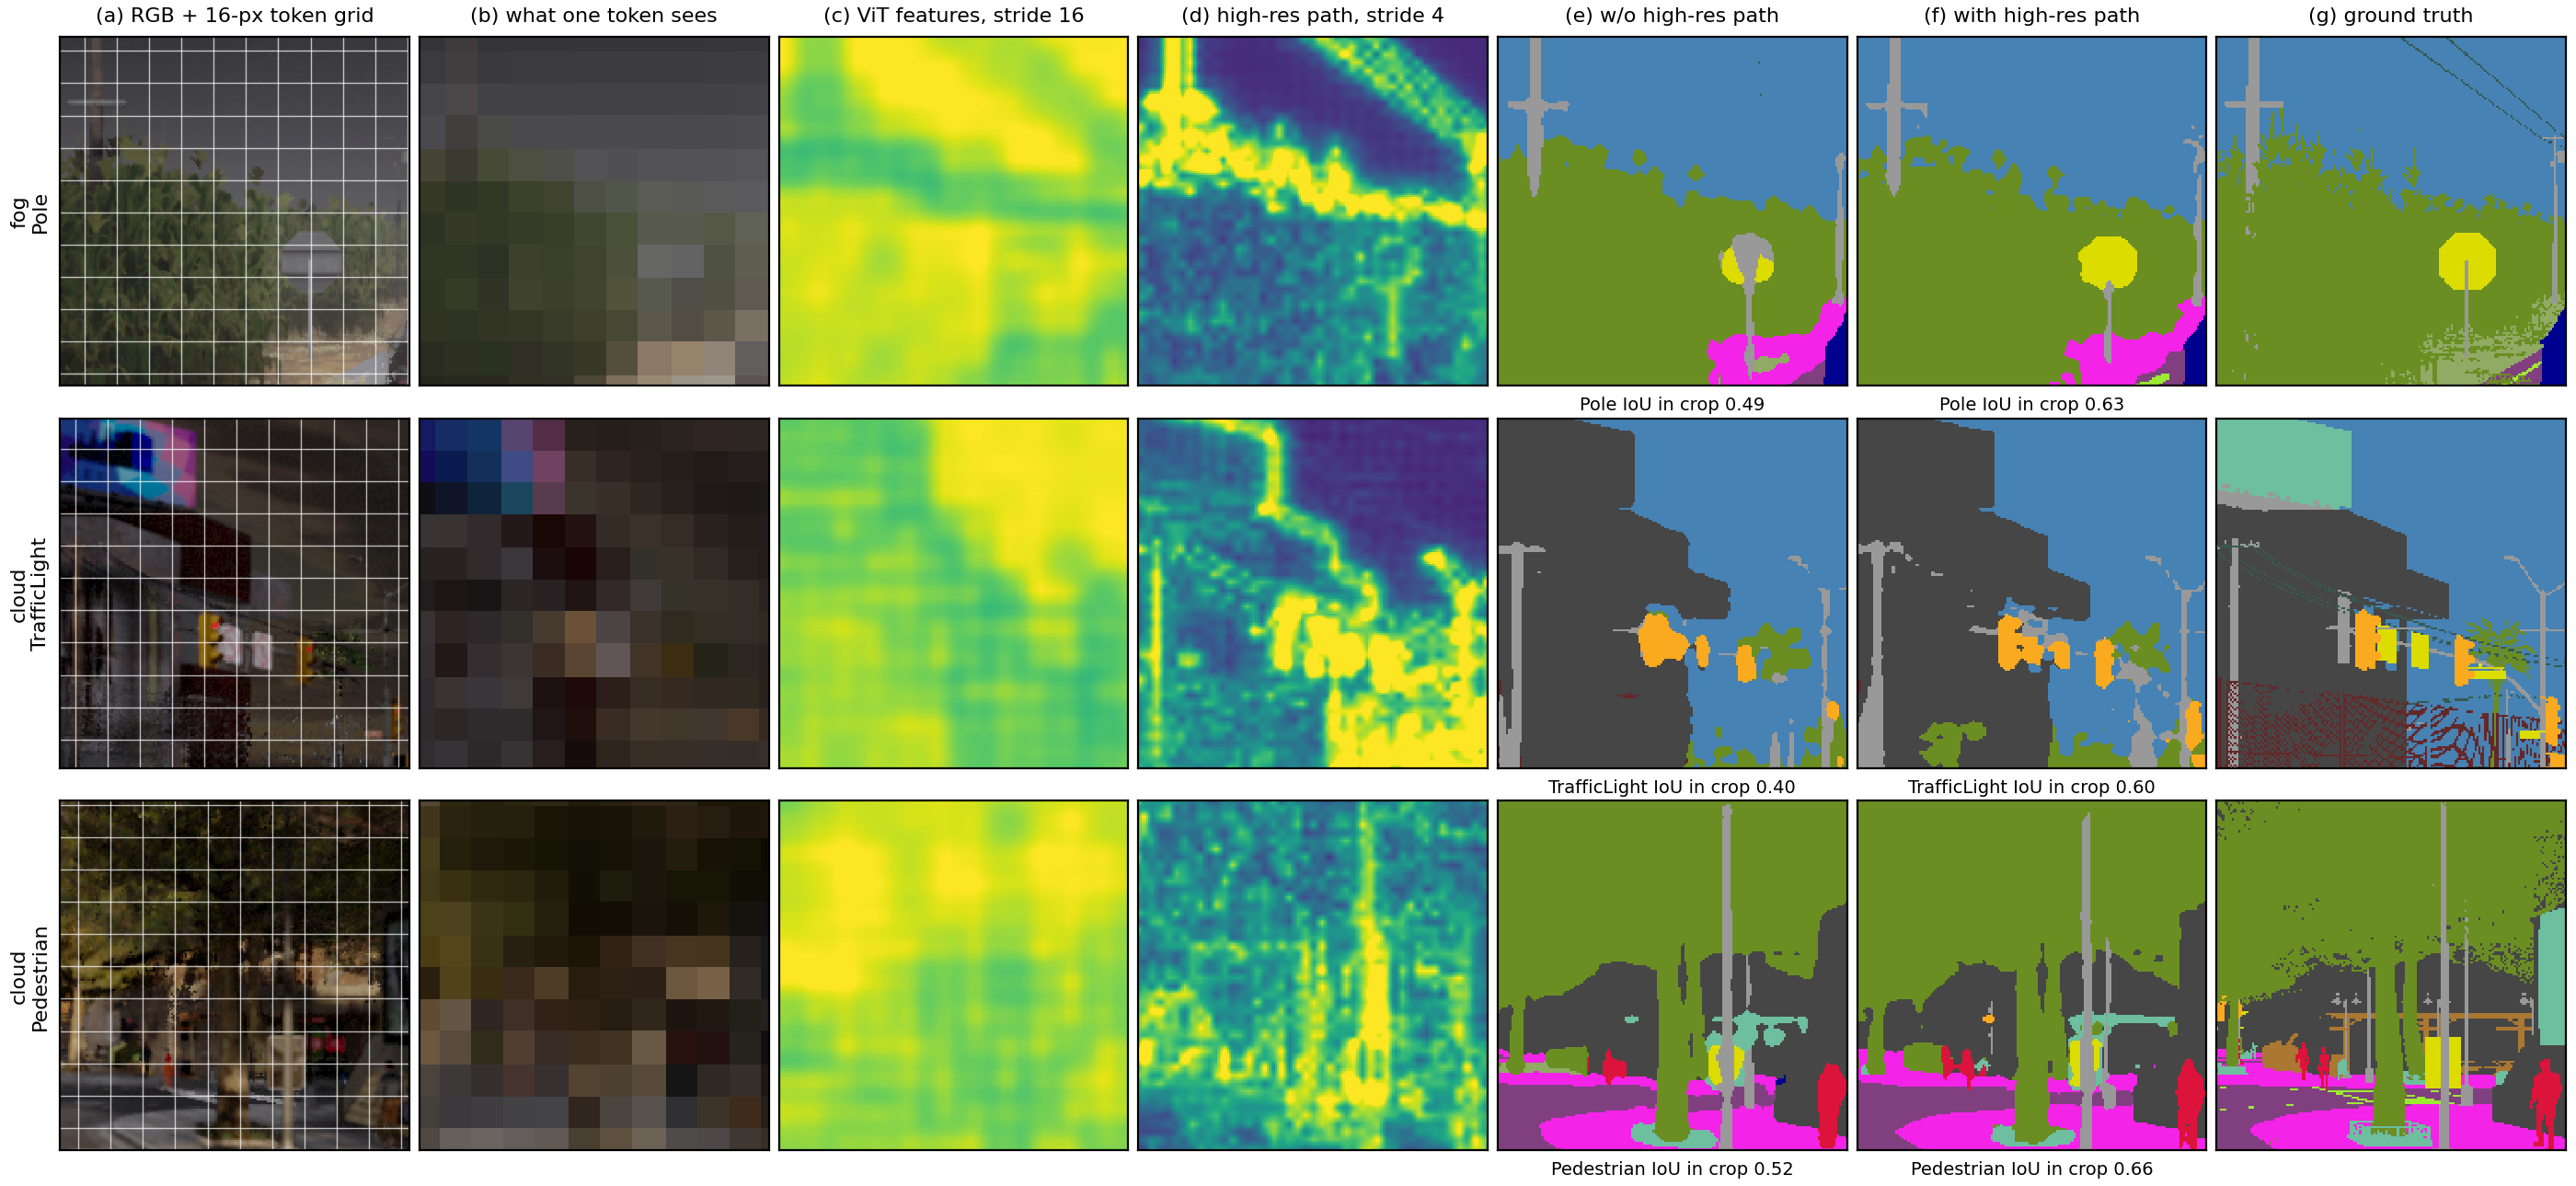 (a) RGB + 16-px token grid
(b) what one token sees
(c) ViT features, stride 16
(d) high-res path, stride 4
(e) w/o high-res path
(f) with high-res path
(g) ground truth
fog
Pole
Pole IoU in crop 0.49
Pole IoU in crop 0.63
cloud
TrafficLight
TrafficLight IoU in crop 0.40
TrafficLight IoU in crop 0.60
cloud
Pedestrian
Pedestrian IoU in crop 0.52
Pedestrian IoU in crop 0.66